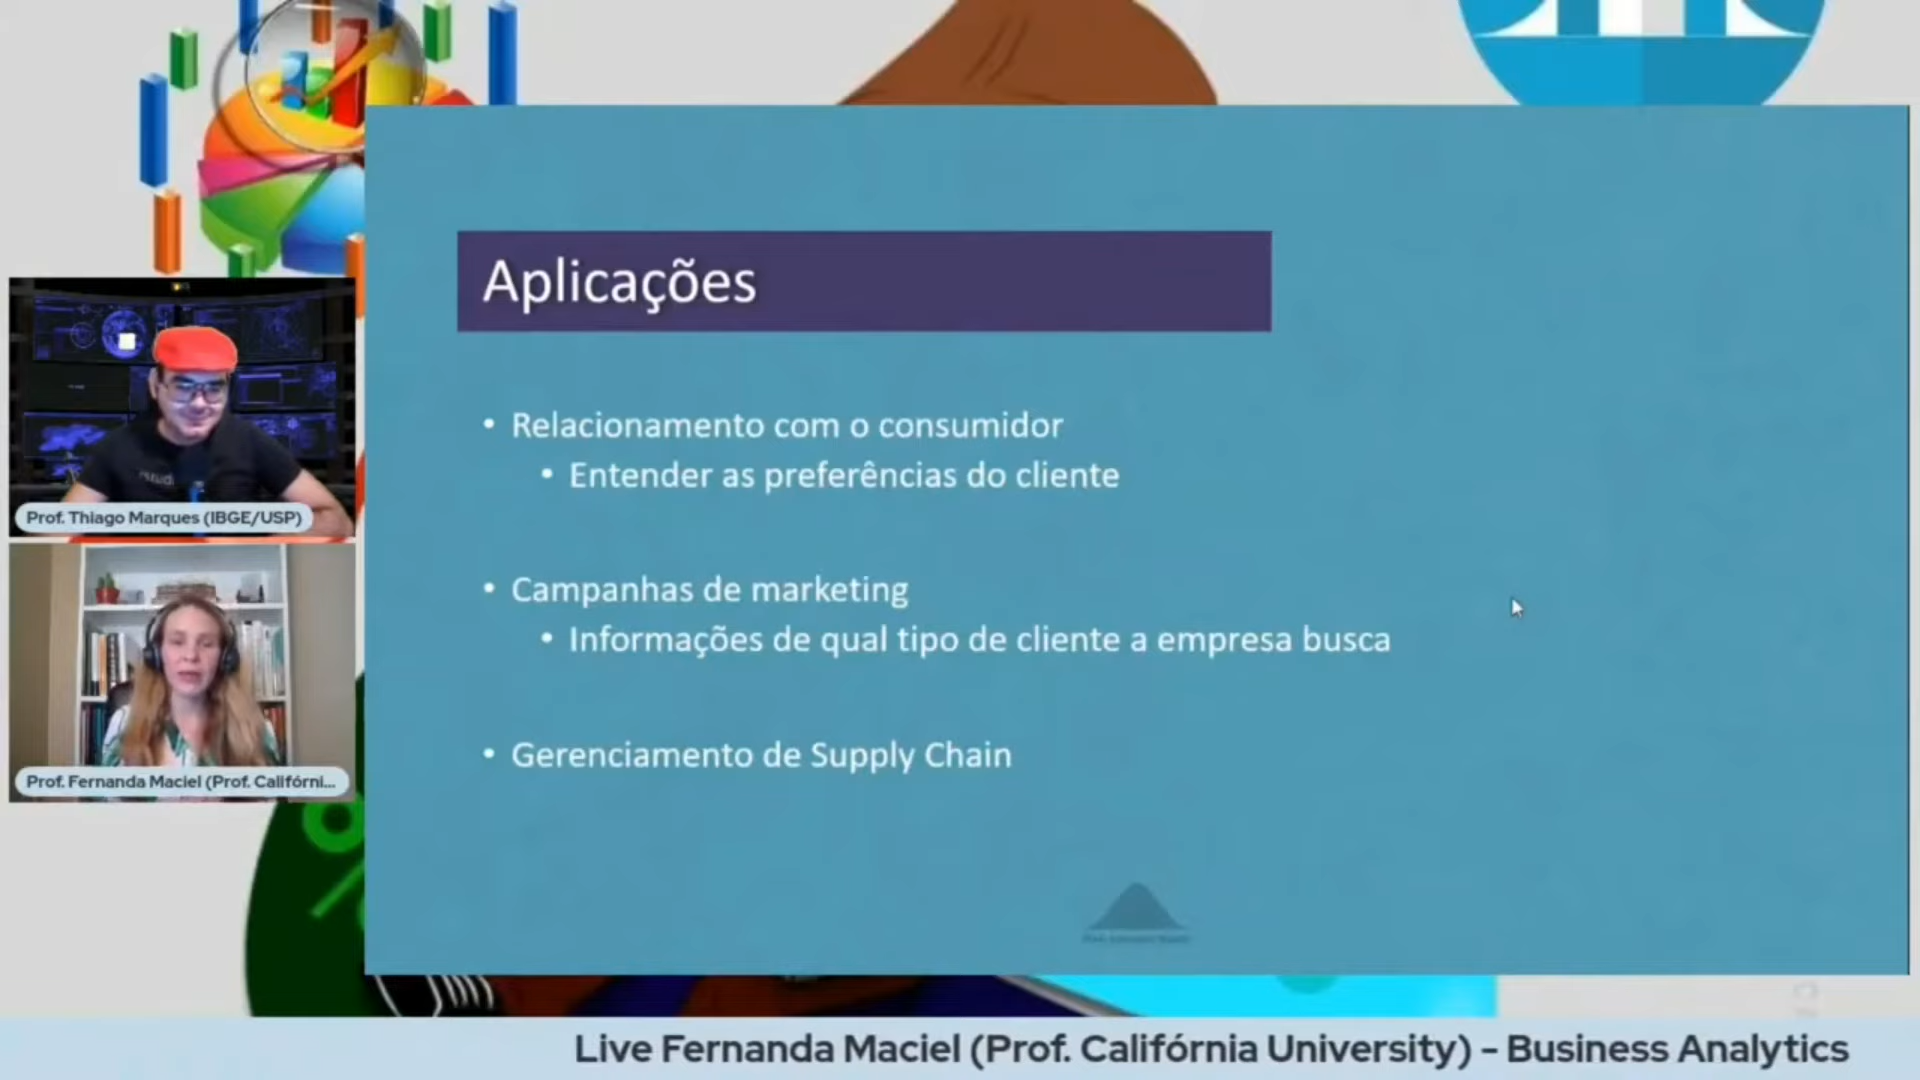 Aplicações
• Relacionamento com o consumidor
• Entender as preferências do cliente
• Campanhas de marketing
• Informações de qual tipo de cliente a empresa busca
• Gerenciamento de Supply Chain
Prof. Thiago Marques (IBGE/USP)
Prof. Fernanda Maciel (Prof. Califórni...
Live Fernanda Maciel (Prof. Califórnia University) - Business Analytics